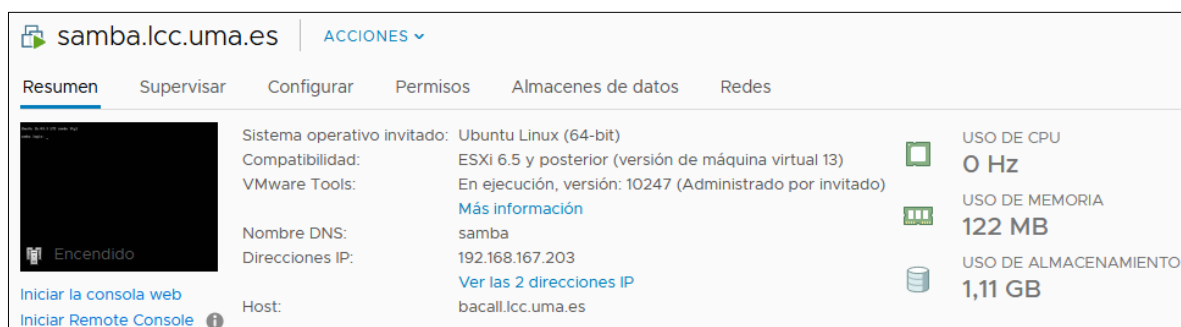 samba.lcc.uma.es
ACCIONES
Resumen Supervisar Configurar Permisos Almacenes de datos Redes
Sistema operativo invitado: Ubuntu Linux (64-bit)
Compatibilidad: ESXi 6.5 y posterior (versión de máquina virtual 13)
VMware Tools: En ejecución, versión: 10247 (Administrado por invitado)
Más información
Nombre DNS: samba
Direcciones IP: 192.168.167.203
Ver las 2 direcciones IP
Host: bacall.lcc.uma.es
Encendido
Iniciar la consola web
Iniciar Remote Console
USO DE CPU
0 Hz
USO DE MEMORIA
122 MB
USO DE ALMACENAMIENTO
1,11 GB